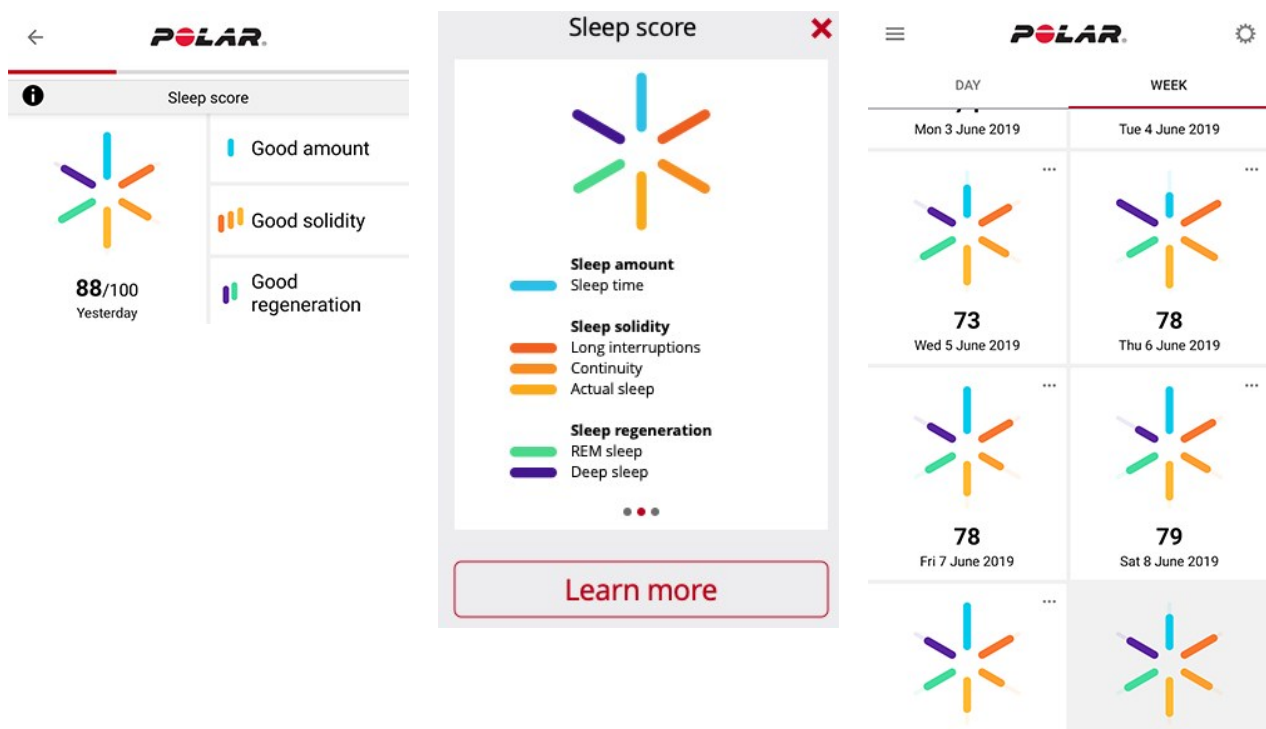 POLAR
Sleep score
Good amount
Good solidity
Good
regeneration
88/100
Yesterday
Sleep score
Sleep amount
Sleep time
Sleep solidity
Long interruptions
Continuity
Actual sleep
Sleep regeneration
REM sleep
Deep sleep
Learn more
POLAR
DAY
WEEK
Mon 3 June 2019
Tue 4 June 2019
73
Wed 5 June 2019
78
Thu 6 June 2019
78
Fri 7 June 2019
79
Sat 8 June 2019